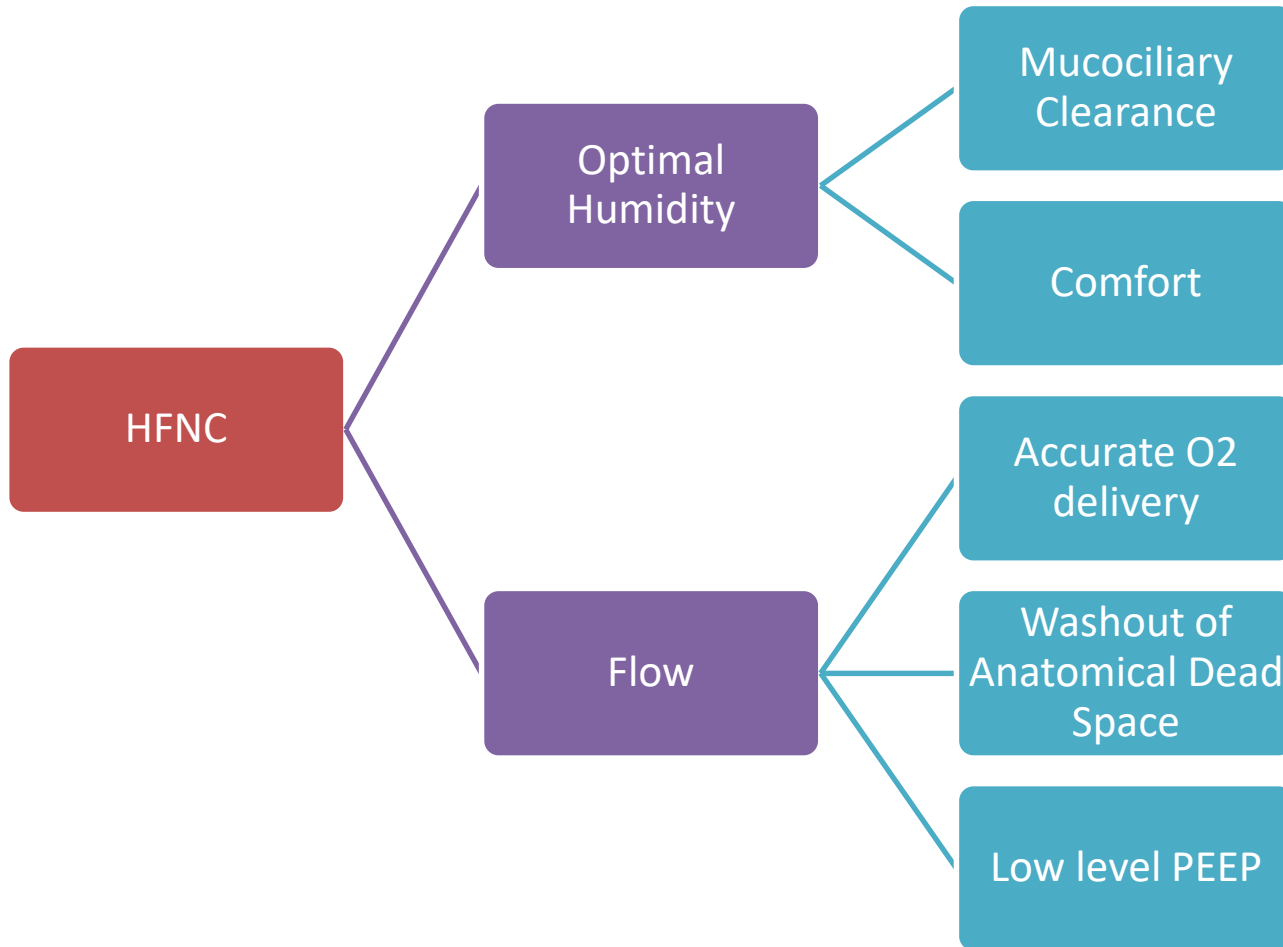 Mucociliary
Clearance
Optimal
Humidity
Comfort
HFNC
Accurate O2
delivery
Flow
Washout of
Anatomical Dead
Space
Low level PEEP